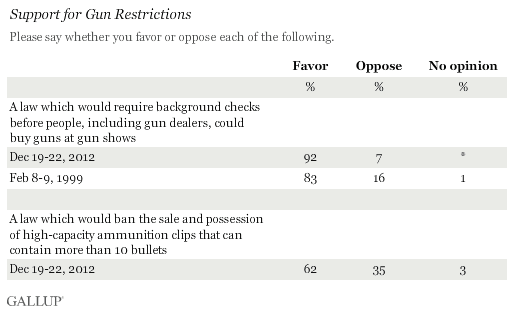 Support for Gun Restrictions
Please say whether you favor or oppose each of the following.
Favor Oppose No opinion
% % %
A law which would require background checks
before people, including gun dealers, could
buy guns at gun shows
Dec 19-22, 2012 92 7 *
Feb 8-9, 1999 83 16 1
A law which would ban the sale and possession
of high-capacity ammunition clips that can
contain more than 10 bullets
Dec 19-22, 2012 62 35 3
GALLUP®